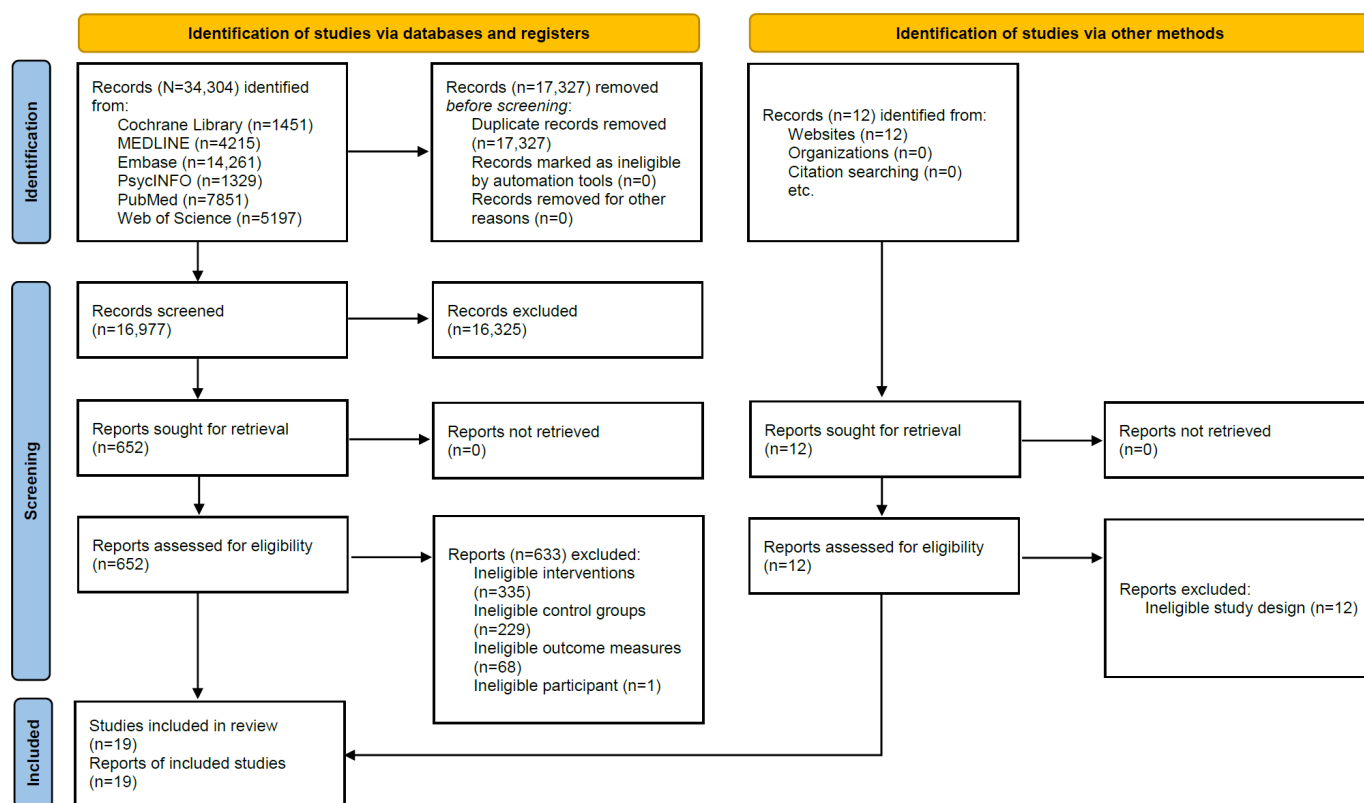 Identification of studies via databases and registers
Identification of studies via other methods
Identification
Records (N=34,304) identified
from:
Cochrane Library (n=1451)
MEDLINE (n=4215)
Embase (n=14,261)
PsycINFO (n=1329)
PubMed (n=7851)
Web of Science (n=5197)
Records (n=17,327) removed
before screening:
Duplicate records removed
(n=17,327)
Records marked as ineligible
by automation tools (n=0)
Records removed for other
reasons (n=0)
Records (n=12) identified from:
Websites (n=12)
Organizations (n=0)
Citation searching (n=0)
etc.
Screening
Records screened
(n=16,977)
Records excluded
(n=16,325)
Reports sought for retrieval
(n=652)
Reports not retrieved
(n=0)
Reports sought for retrieval
(n=12)
Reports not retrieved
(n=0)
Reports assessed for eligibility
(n=652)
Reports (n=633) excluded:
Ineligible interventions
(n=335)
Ineligible control groups
(n=229)
Ineligible outcome measures
(n=68)
Ineligible participant (n=1)
Reports assessed for eligibility
(n=12)
Reports excluded:
Ineligible study design (n=12)
Included
Studies included in review
(n=19)
Reports of included studies
(n=19)